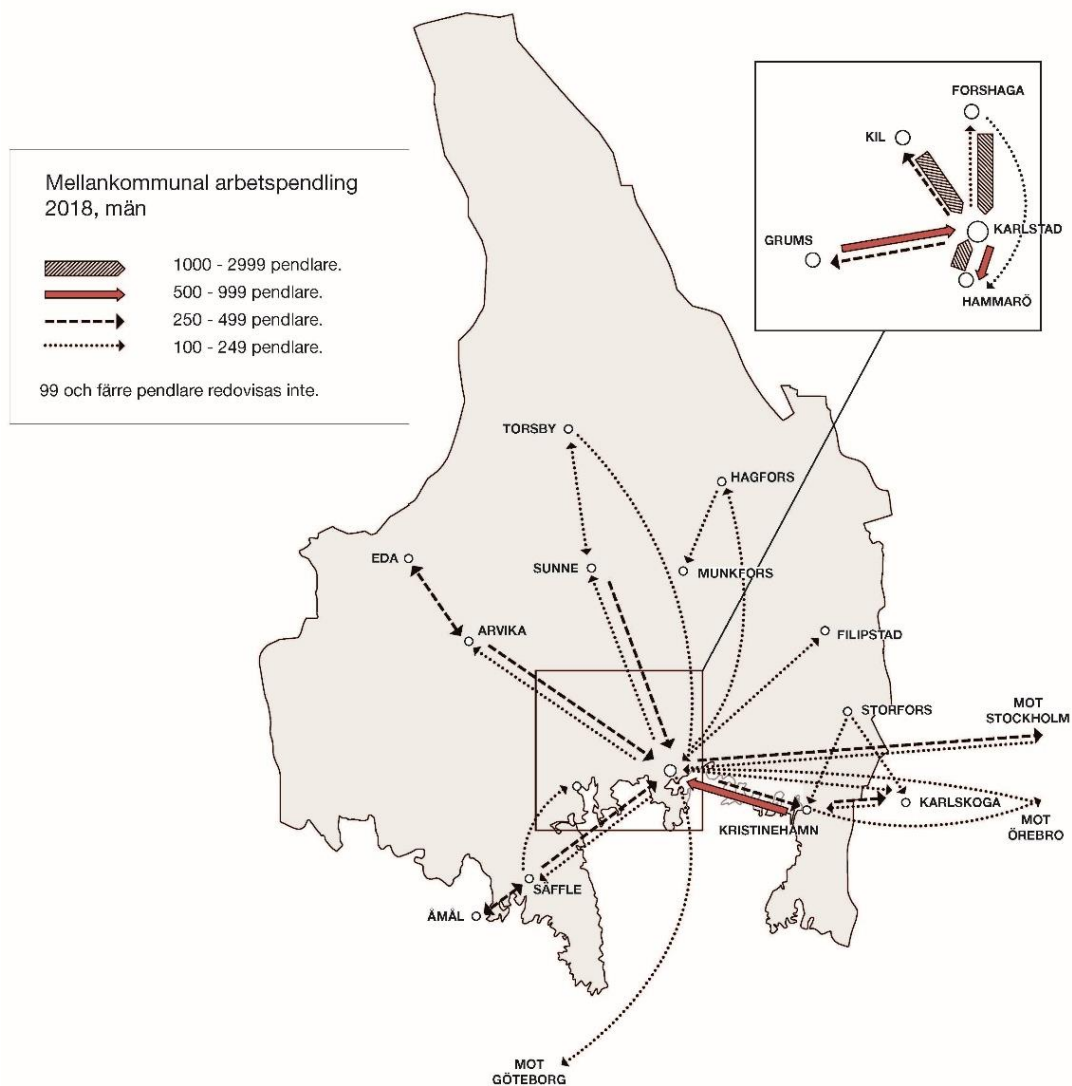 Mellankommunal arbetspendling
2018, män
1000 - 2999 pendlare.
500 - 999 pendlare.
250 - 499 pendlare.
100 - 249 pendlare.
99 och färre pendlare redovisas inte.
FORSHAGA
KIL
KARLSTAD
GRUMS
HAMMARÖ
TORSBY
HAGFORS
EDA
SUNNE
MUNKFORS
ARVIKA
FILIPSTAD
STORFORS
MOT
STOCKHOLM
KARLSKOGA
KRISTINEHAMN
MOT
ÖREBRO
SÄFFLE
ÅMÅL
MOT
GÖTEBORG